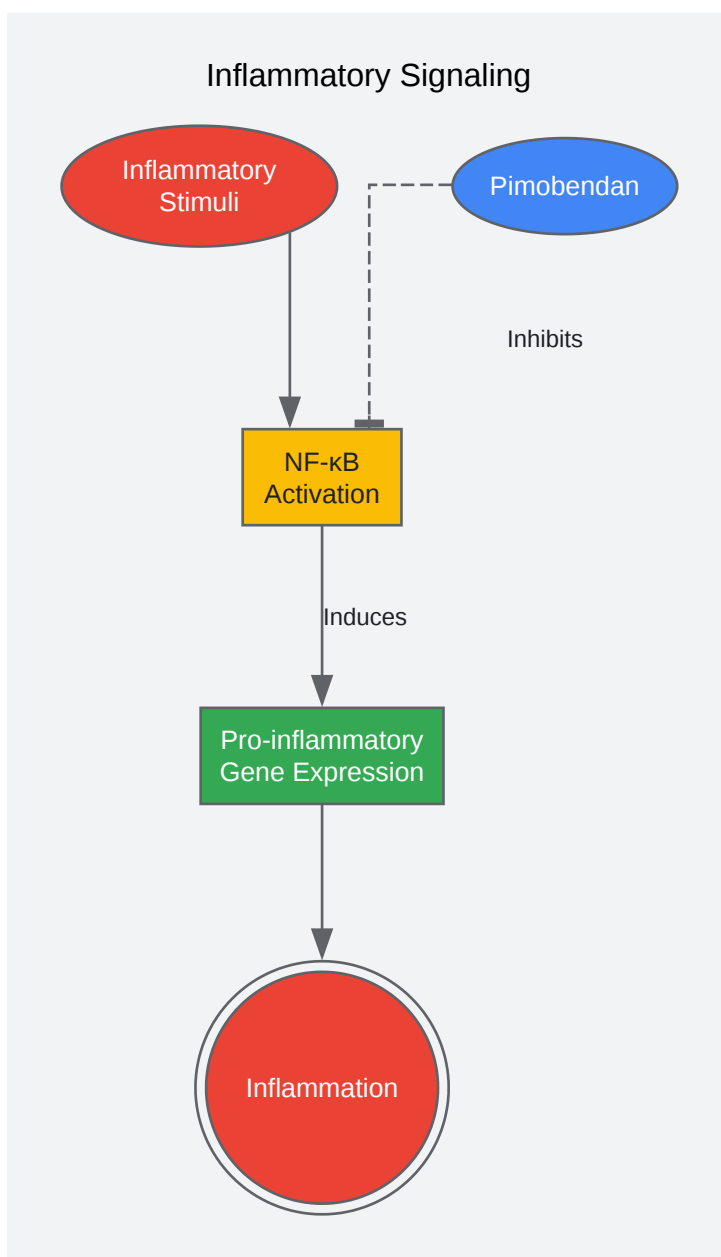 Inflammatory Signaling
Inflammatory
Stimuli
Pimobendan
Inhibits
NF-κB
Activation
Induces
Pro-inflammatory
Gene Expression
Inflammation